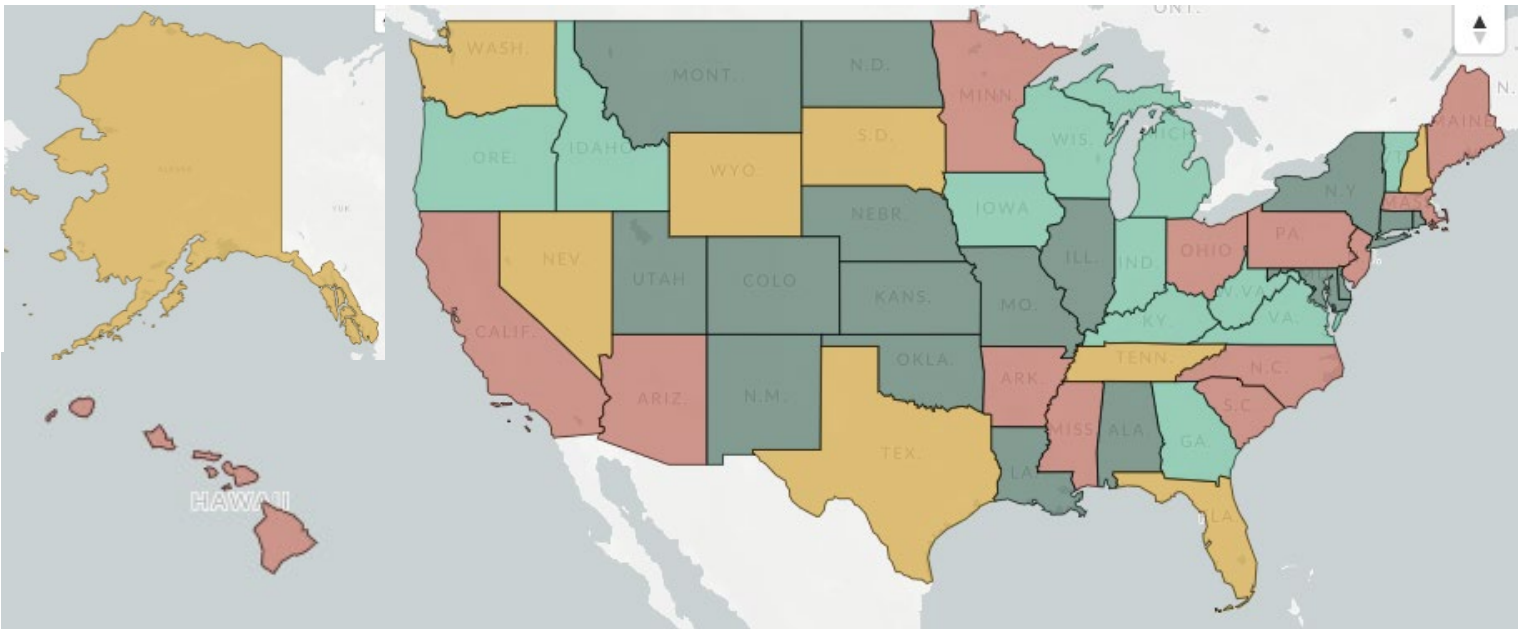 ONT.
WASH.
MONT.
N.D.
MINN.
MAINE
N.
ORE.
IDAHO
S.D.
WIS.
MICH
VT.
WYO.
N.Y
MASS
NEBR.
IOWA
PA.
NEV
UTAH
COLO
ILL.
IND.
OHIO
MD.
KANS.
MO.
W.VA.
KY.
VA.
CALIF.
ARIZ.
N.M.
OKLA.
ARK.
TENN.
N.C.
S.C
MISS.
ALA
GA.
TEX.
LA
FLA.
YUK.
HAWAII